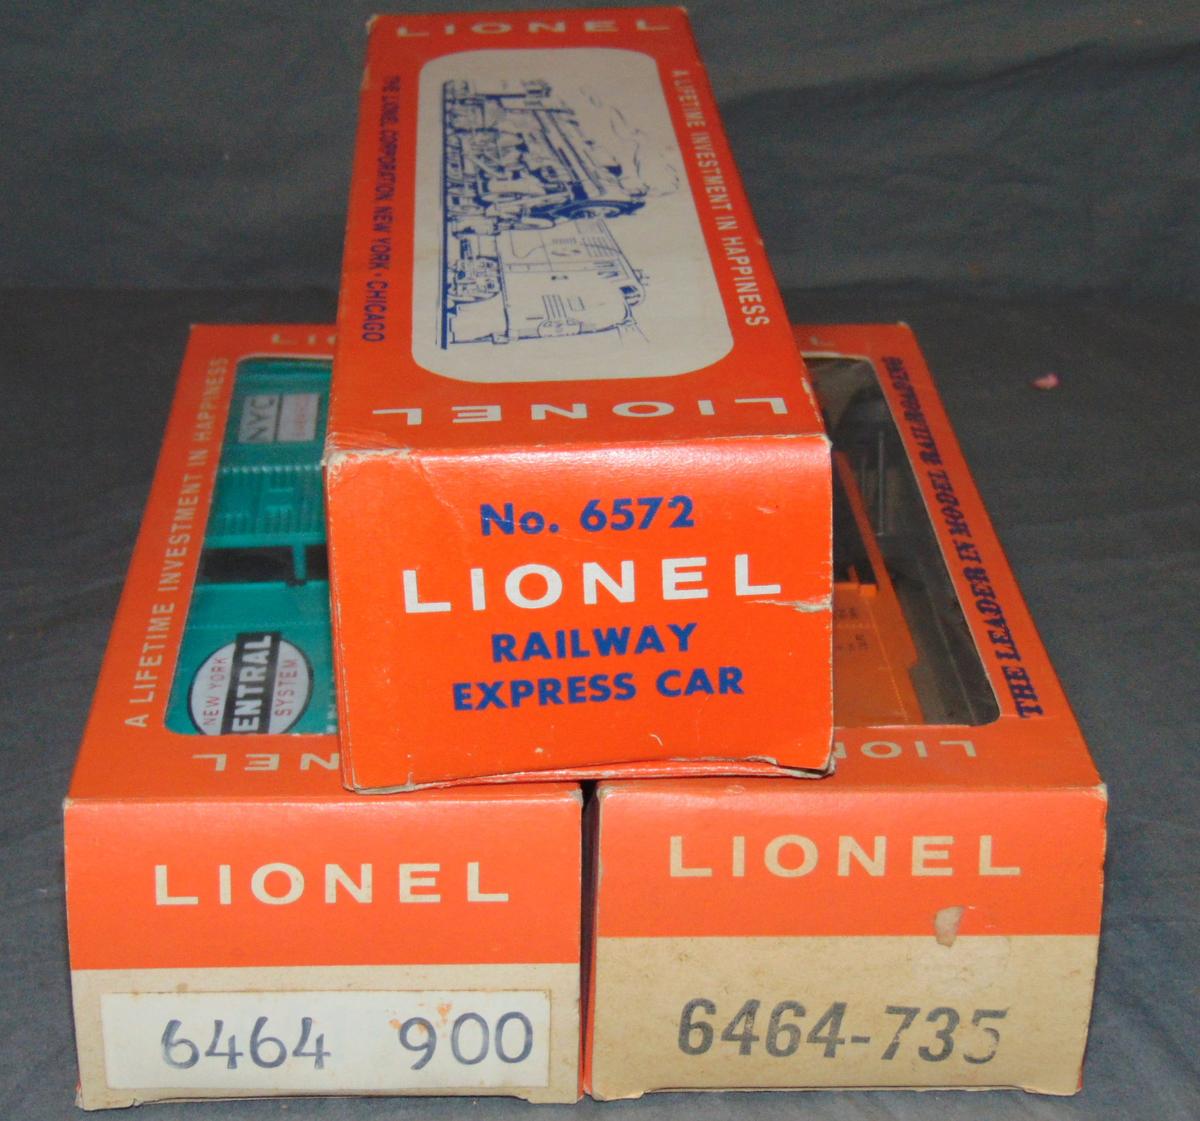 LIONEL
A LIFETIME INVESTMENT IN HAPPINESS
THE LIONEL CORPORATION, NEW YORK • CHICAGO
LIONEL
No. 6572
LIONEL
RAILWAY
EXPRESS CAR
A LIFETIME INVESTMENT IN HAPPINESS
NYC
NEW YORK
ENTRAL
SYSTEM
LIONEL
6464 900
THE LEADER IN MODEL RAILROADING
LIONEL
6464-735